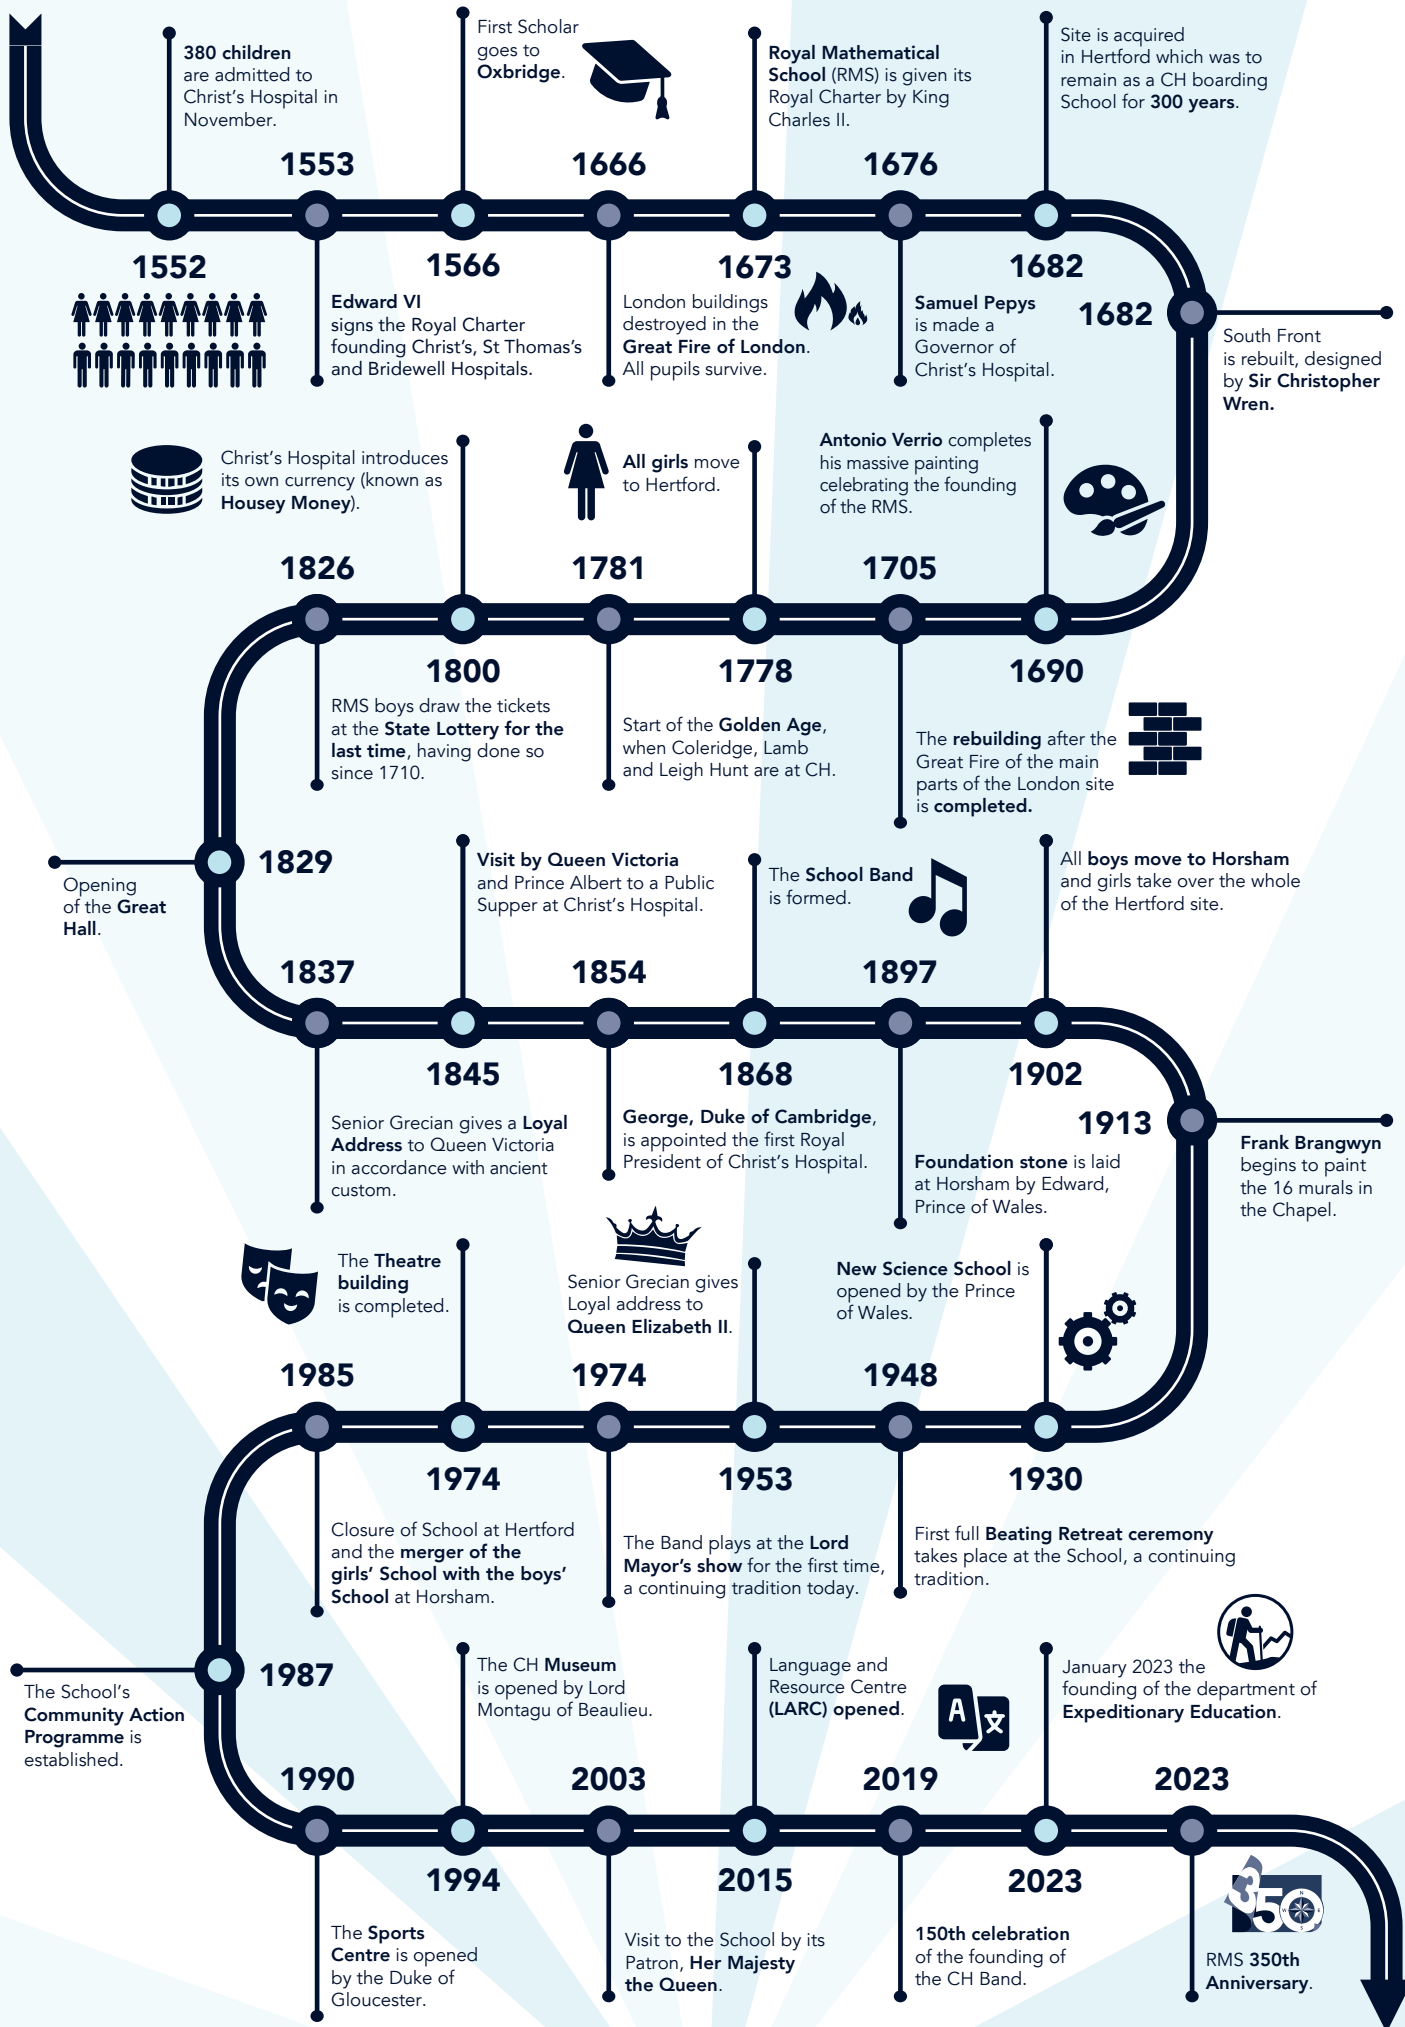 1552
380 children
are admitted to
Christ's Hospital in
November.
1553
Edward VI
signs the Royal Charter
founding Christ's, St Thomas's
and Bridewell Hospitals.
1566
First Scholar
goes to
Oxbridge.
1666
London buildings
destroyed in the
Great Fire of London.
All pupils survive.
1673
Royal Mathematical
School (RMS) is given its
Royal Charter by King
Charles II.
1676
Samuel Pepys
is made a
Governor of
Christ's Hospital.
1682
Site is acquired
in Hertford which was to
remain as a CH boarding
School for 300 years.
1682
South Front
is rebuilt, designed
by Sir Christopher
Wren.
1690
Antonio Verrio completes
his massive painting
celebrating the founding
of the RMS.
1705
The rebuilding after the
Great Fire of the main
parts of the London site
is completed.
1778
All girls move
to Hertford.
1781
Start of the Golden Age,
when Coleridge, Lamb
and Leigh Hunt are at CH.
1800
Christ's Hospital introduces
its own currency (known as
Housey Money).
1826
RMS boys draw the tickets
at the State Lottery for the
last time, having done so
since 1710.
1829
Opening
of the Great
Hall.
1837
Senior Grecian gives a Loyal
Address to Queen Victoria
in accordance with ancient
custom.
1845
Visit by Queen Victoria
and Prince Albert to a Public
Supper at Christ's Hospital.
1854
George, Duke of Cambridge,
is appointed the first Royal
President of Christ's Hospital.
1868
The School Band
is formed.
1897
Foundation stone is laid
at Horsham by Edward,
Prince of Wales.
1902
All boys move to Horsham
and girls take over the whole
of the Hertford site.
1913
Frank Brangwyn
begins to paint
the 16 murals in
the Chapel.
1930
New Science School is
opened by the Prince
of Wales.
1948
First full Beating Retreat ceremony
takes place at the School, a continuing
tradition.
1953
Senior Grecian gives
Loyal address to
Queen Elizabeth II.
1974
The Band plays at the Lord
Mayor's show for the first time,
a continuing tradition today.
1974
The Theatre
building
is completed.
1985
Closure of School at Hertford
and the merger of the
girls' School with the boys'
School at Horsham.
1987
The School's
Community Action
Programme is
established.
1990
The Sports
Centre is opened
by the Duke of
Gloucester.
1994
The CH Museum
is opened by Lord
Montagu of Beaulieu.
2003
Visit to the School by its
Patron, Her Majesty
the Queen.
2015
Language and
Resource Centre
(LARC) opened.
A 文
2019
150th celebration
of the founding of
the CH Band.
2023
January 2023 the
founding of the department of
Expeditionary Education.
2023
350
N
W E
S
RMS 350th
Anniversary.